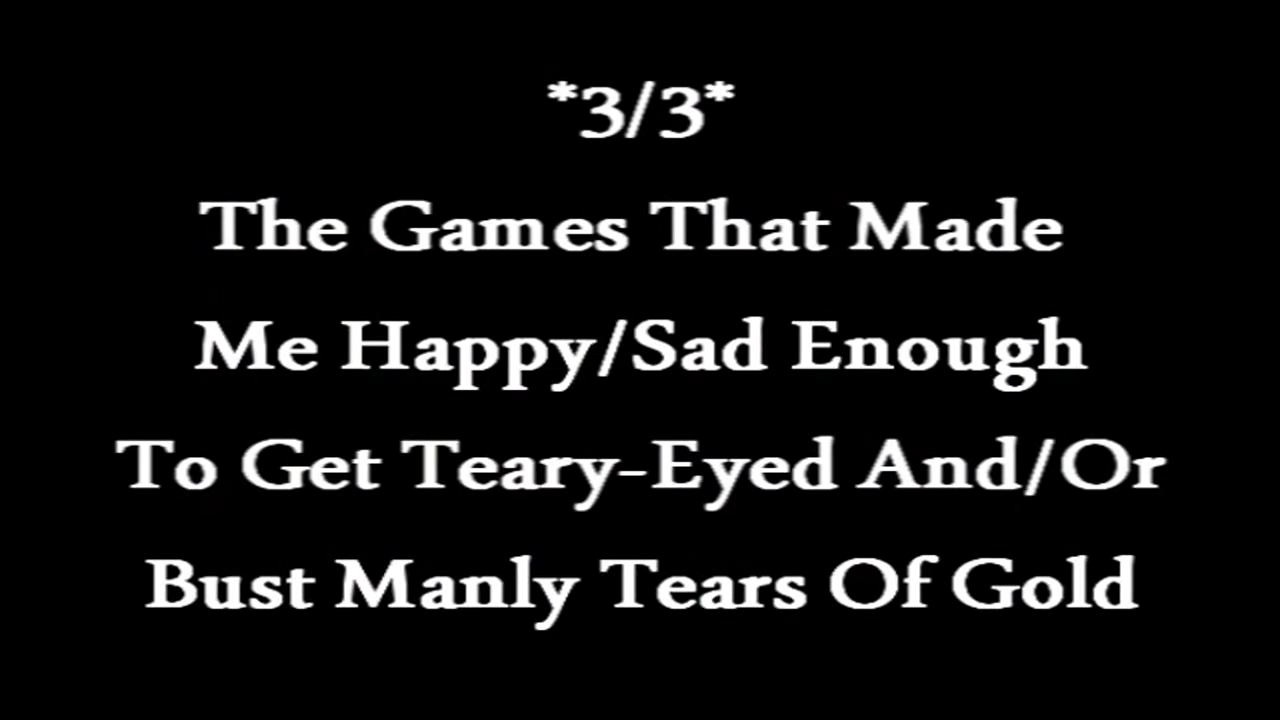 *3/3*
The Games That Made
Me Happy/Sad Enough
To Get Teary-Eyed And/Or
Bust Manly Tears Of Gold